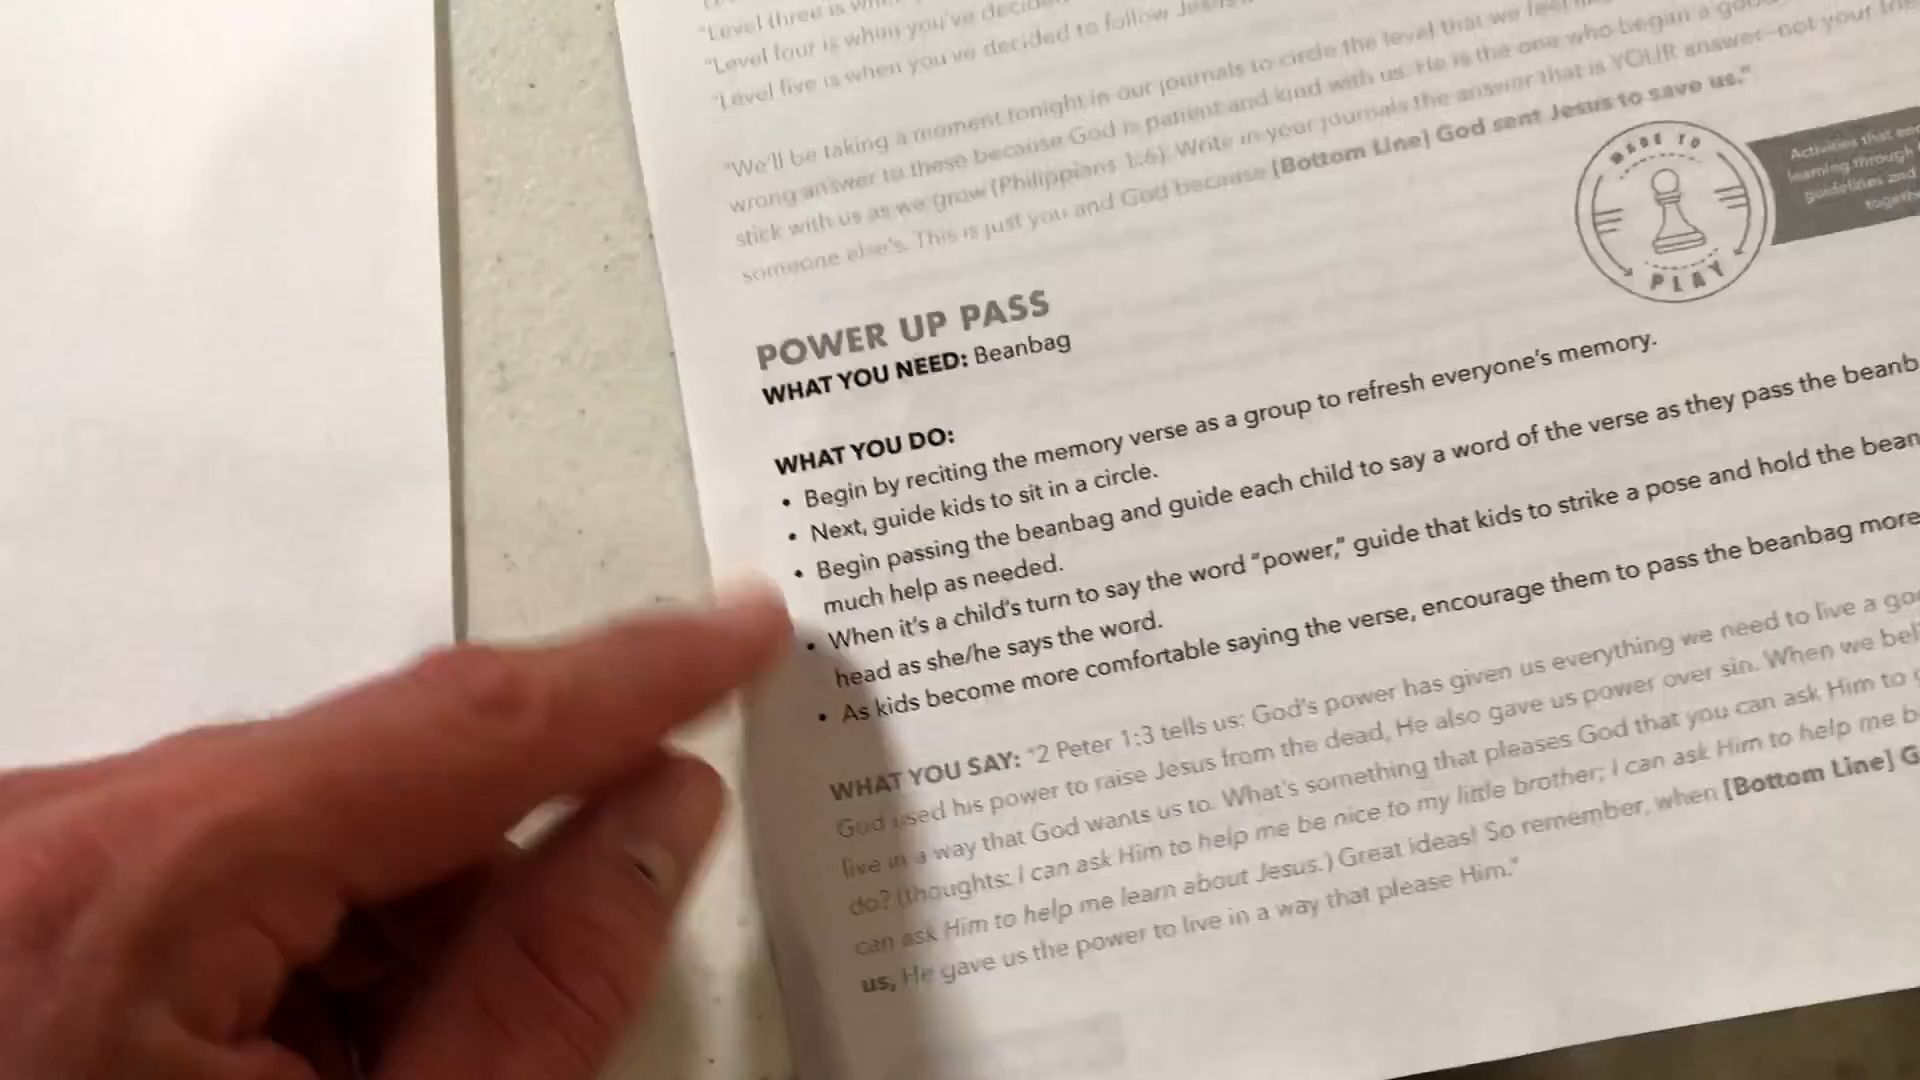 "Level three is
"Level four is when you've
"Level five is when you've decided to follow Jesus
"We'll be taking a moment tonight in our journals to circle the level that we feel
wrong answer to these because God is patient and kind with us. He is the one who began a
stick with us as we grow (Philippians 1:6). Write in your journals the answer that is YOUR answer—not your
someone else's. This is just you and God because [Bottom Line] God sent Jesus to save us."
MADE TO
PLAY
Activities that
learning through
guidelines and
POWER UP PASS
WHAT YOU NEED: Beanbag
WHAT YOU DO:
• Begin by reciting the memory verse as a group to refresh everyone's memory.
• Next, guide kids to sit in a circle.
• Begin passing the beanbag and guide each child to say a word of the verse as they pass the
much help as needed.
• When it's a child's turn to say the word "power," guide that kids to strike a pose and hold the
head as she/he says the word.
• As kids become more comfortable saying the verse, encourage them to pass the beanbag more
WHAT YOU SAY: "2 Peter 1:3 tells us: God's power has given us everything we need to live a
God used his power to raise Jesus from the dead, He also gave us power over sin. When we
live in a way that God wants us to. What's something that pleases God that you can ask Him to
do? (thoughts: I can ask Him to help me be nice to my little brother; I can ask Him to help me
can ask Him to help me learn about Jesus.) Great ideas! So remember, when [Bottom Line]
us, He gave us the power to live in a way that please Him."